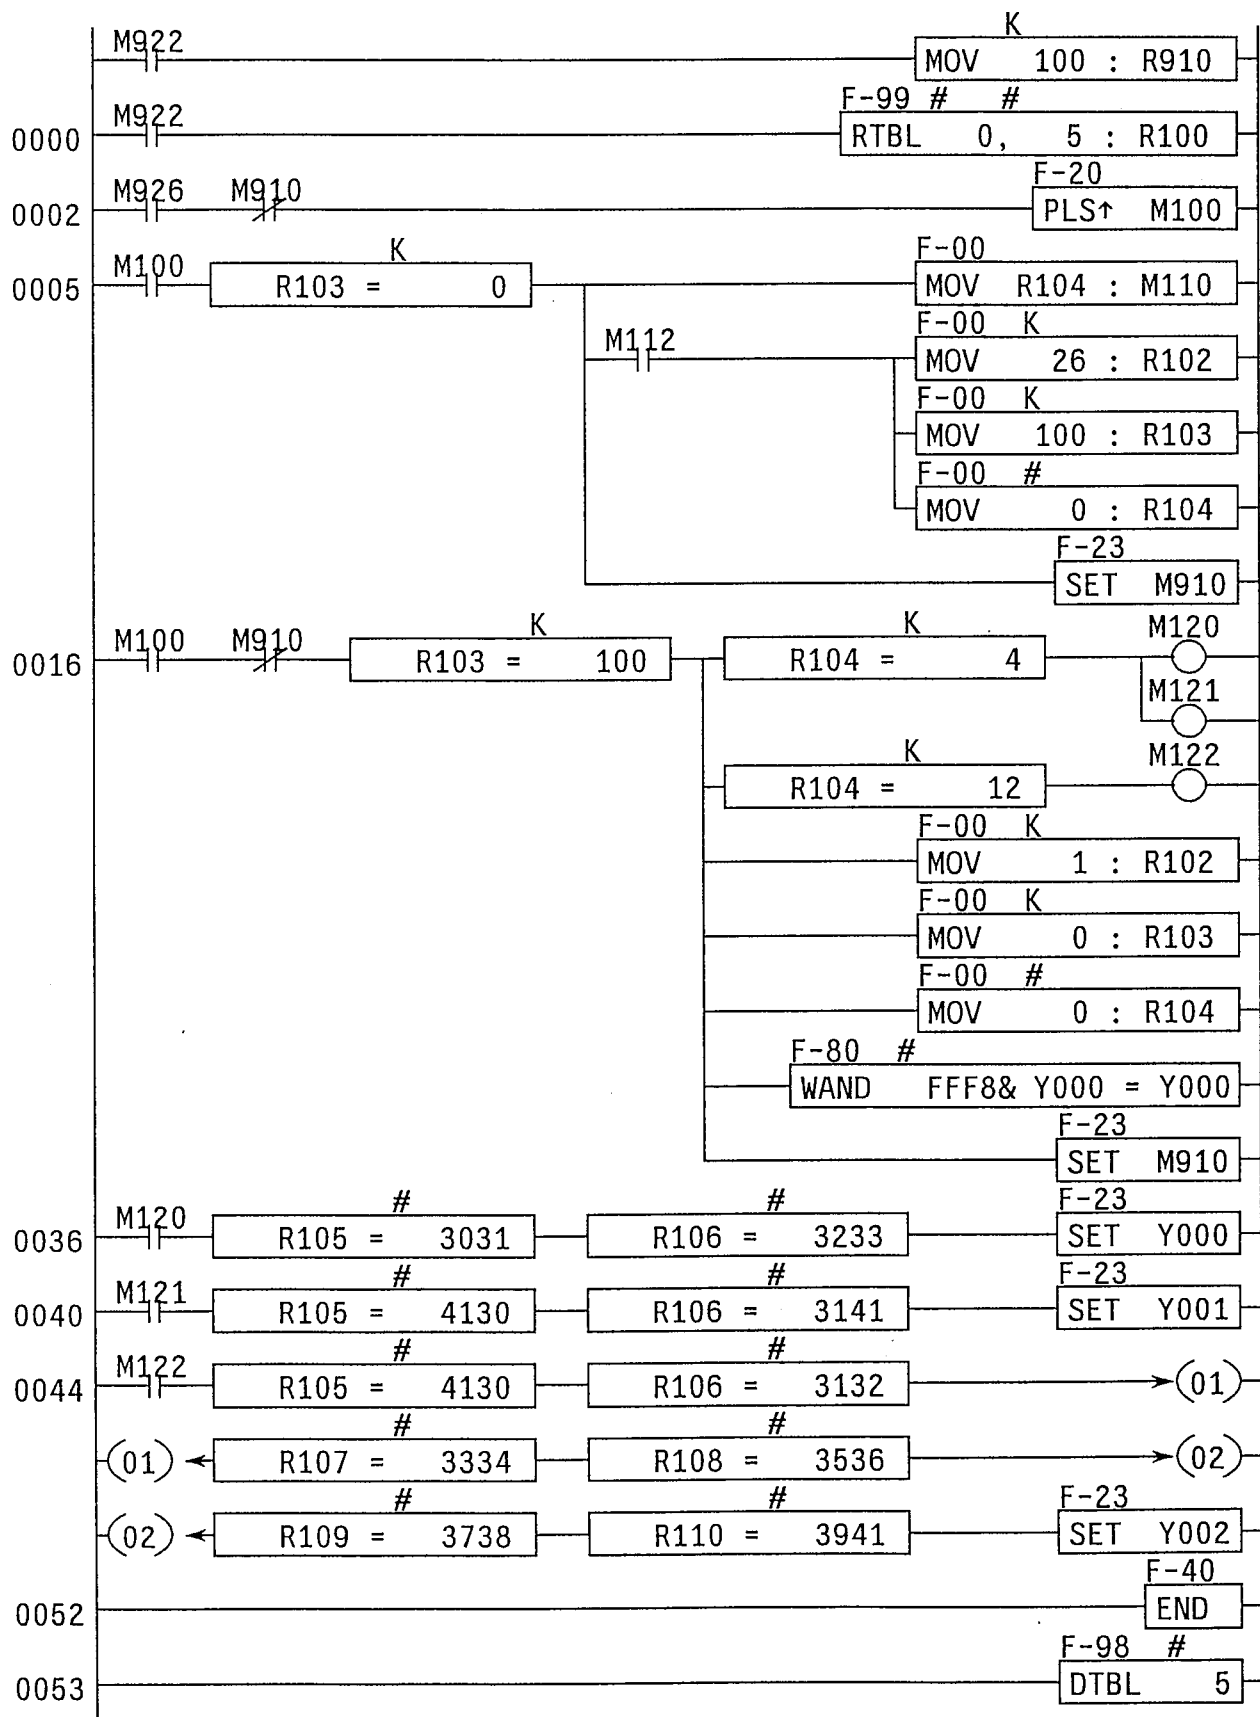 K
M922
MOV 100 : R910
F-99 # #
M922
0000 RTBL 0, 5 : R100
F-20
M926 M910
0002 PLS↑ M100
K F-00
M100
0005 R103 = 0 MOV R104 : M110
F-00 K
M112
MOV 26 : R102
F-00 K
MOV 100 : R103
F-00 #
MOV 0 : R104
F-23
SET M910
K K M120
M100 M910
0016 R103 = 100 R104 = 4
M121
K M122
R104 = 12
F-00 K
MOV 1 : R102
F-00 K
MOV 0 : R103
F-00 #
MOV 0 : R104
F-80 #
WAND FFF8& Y000 = Y000
F-23
SET M910
# # F-23
M120
0036 R105 = 3031 R106 = 3233 SET Y000
# # F-23
M121
0040 R105 = 4130 R106 = 3141 SET Y001
# #
M122
0044 R105 = 4130 R106 = 3132 (01)
# #
(01) R107 = 3334 R108 = 3536 (02)
# # F-23
(02) R109 = 3738 R110 = 3941 SET Y002
F-40
0052 END
F-98 #
0053 DTBL 5